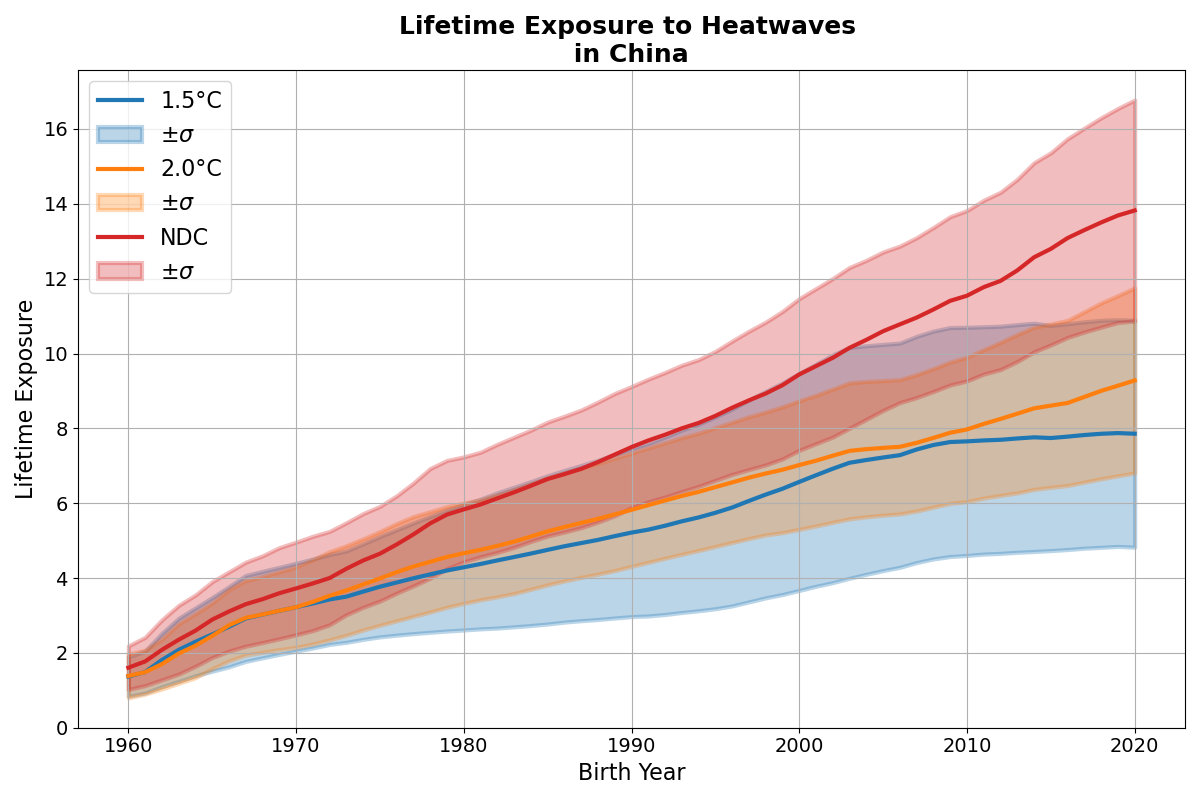 Lifetime Exposure to Heatwaves
in China
1.5°C
±σ
2.0°C
±σ
NDC
±σ
Lifetime Exposure
16
14
12
10
8
6
4
2
0
1960
1970
1980
1990
2000
2010
2020
Birth Year